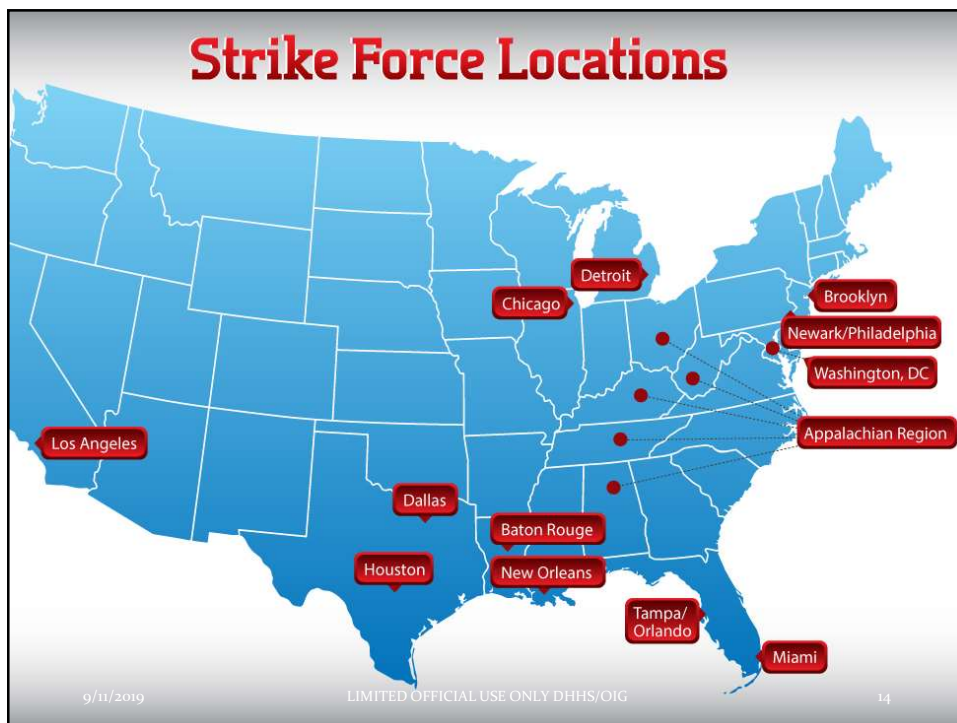 Strike Force Locations
Detroit
Chicago
Brooklyn
Newark/Philadelphia
Washington, DC
Appalachian Region
Los Angeles
Dallas
Baton Rouge
Houston
New Orleans
Tampa/
Orlando
Miami
9/11/2019
LIMITED OFFICIAL USE ONLY DHHS/OIG
14